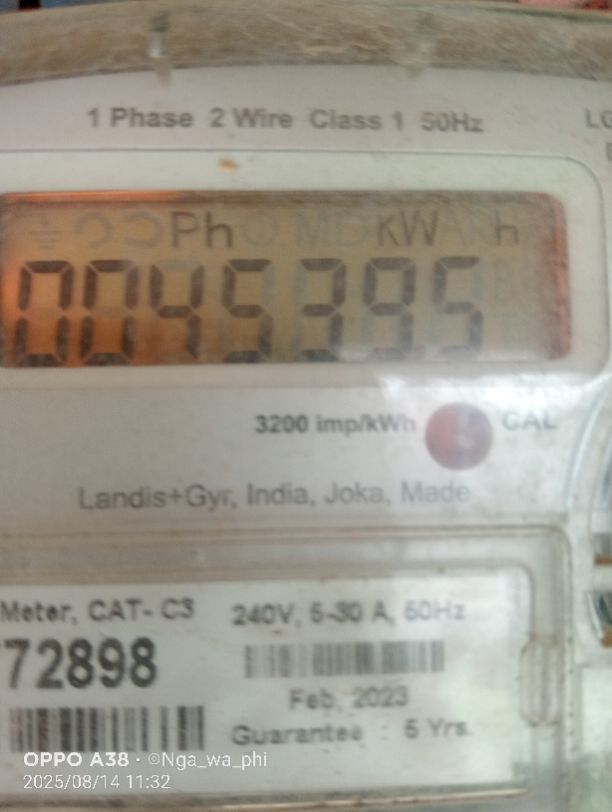 1 Phase 2 Wire Class 1 50Hz
Ph kW h
0045395
3200 imp/kWh CAL
Landis+Gyr, India, Joka, Made
Meter, CAT- C3
240V, 5-30 A, 50Hz
72898
Feb, 2023
Guarantee : 5 Yrs.
OPPO A38 · ©Nga_wa_phi
2025/08/14 11:32